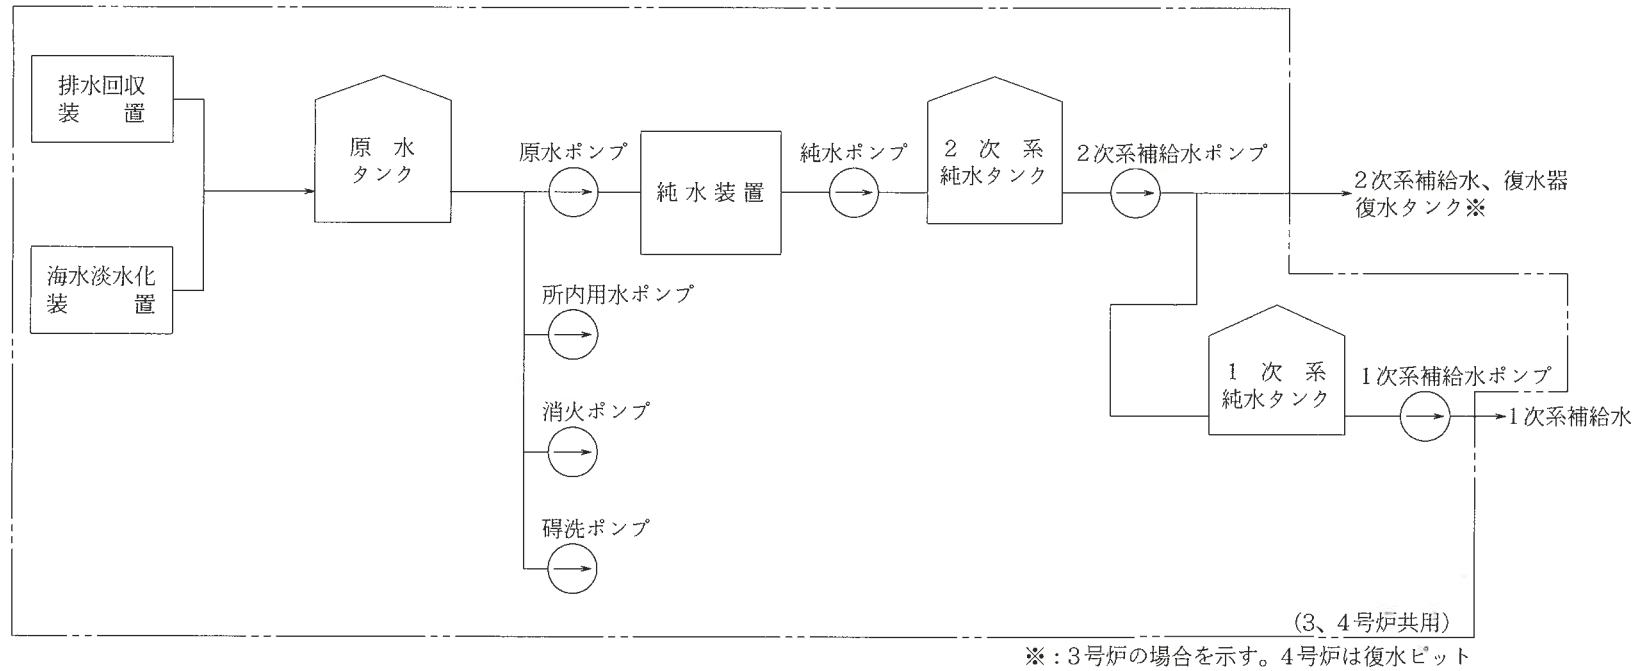 排水回収
装　置
海水淡水化
装　置
原　水
タンク
原水ポンプ
所内用水ポンプ
消火ポンプ
碍洗ポンプ
純水装置
純水ポンプ
２次系
純水タンク
２次系補給水ポンプ
２次系補給水、復水器
復水タンク※
１次系
純水タンク
１次系補給水ポンプ
１次系補給水
（3、4号炉共用）
※：３号炉の場合を示す。４号炉は復水ピット